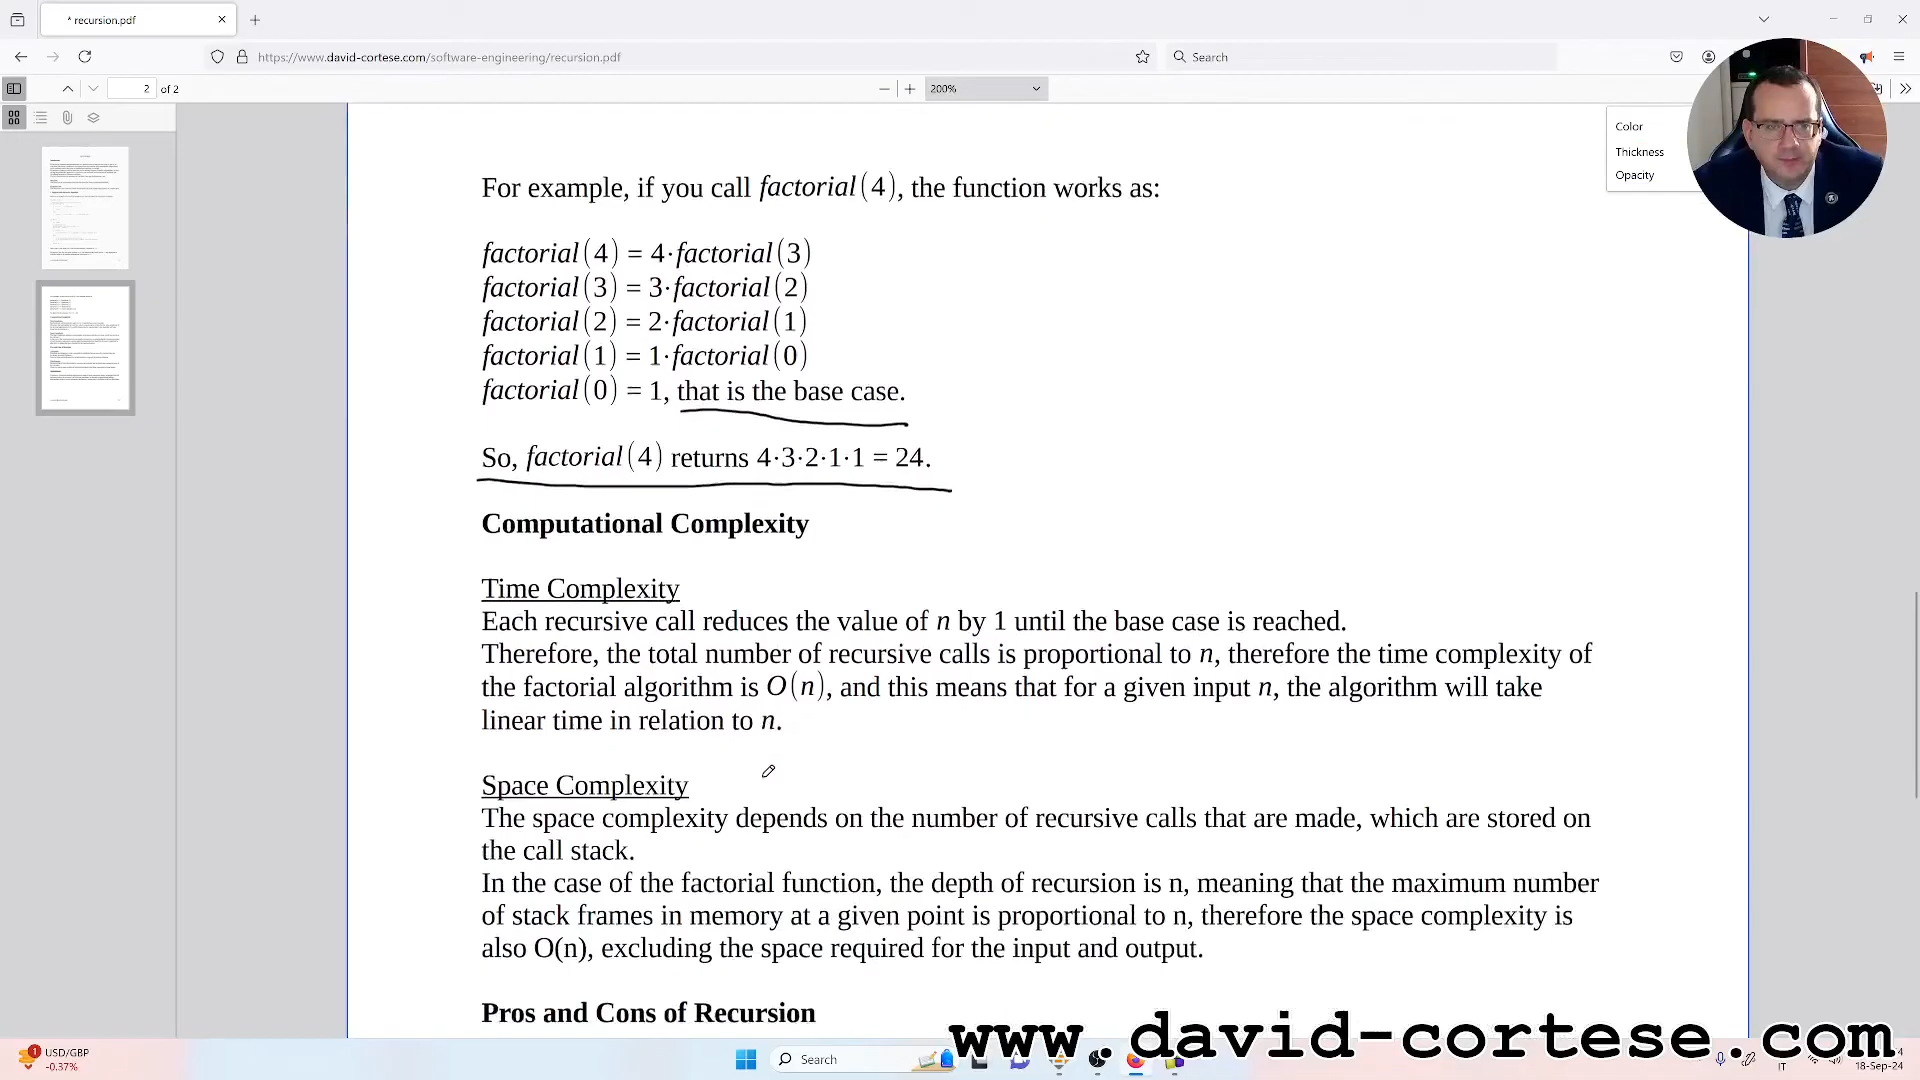 * recursion.pdf
https://www.david-cortese.com/software-engineering/recursion.pdf
Search
2 of 2
200%
Color
Thickness
Opacity
For example, if you call factorial(4), the function works as:
factorial(4) = 4·factorial(3)
factorial(3) = 3·factorial(2)
factorial(2) = 2·factorial(1)
factorial(1) = 1·factorial(0)
factorial(0) = 1, that is the base case.
So, factorial(4) returns 4·3·2·1·1 = 24.
Computational Complexity
Time Complexity
Each recursive call reduces the value of n by 1 until the base case is reached.
Therefore, the total number of recursive calls is proportional to n, therefore the time complexity of
the factorial algorithm is O(n), and this means that for a given input n, the algorithm will take
linear time in relation to n.
Space Complexity
The space complexity depends on the number of recursive calls that are made, which are stored on
the call stack.
In the case of the factorial function, the depth of recursion is n, meaning that the maximum number
of stack frames in memory at a given point is proportional to n, therefore the space complexity is
also O(n), excluding the space required for the input and output.
Pros and Cons of Recursion
www.david-cortese.com
1
USD/GBP
-0.37%
Search
IT
18-Sep-24